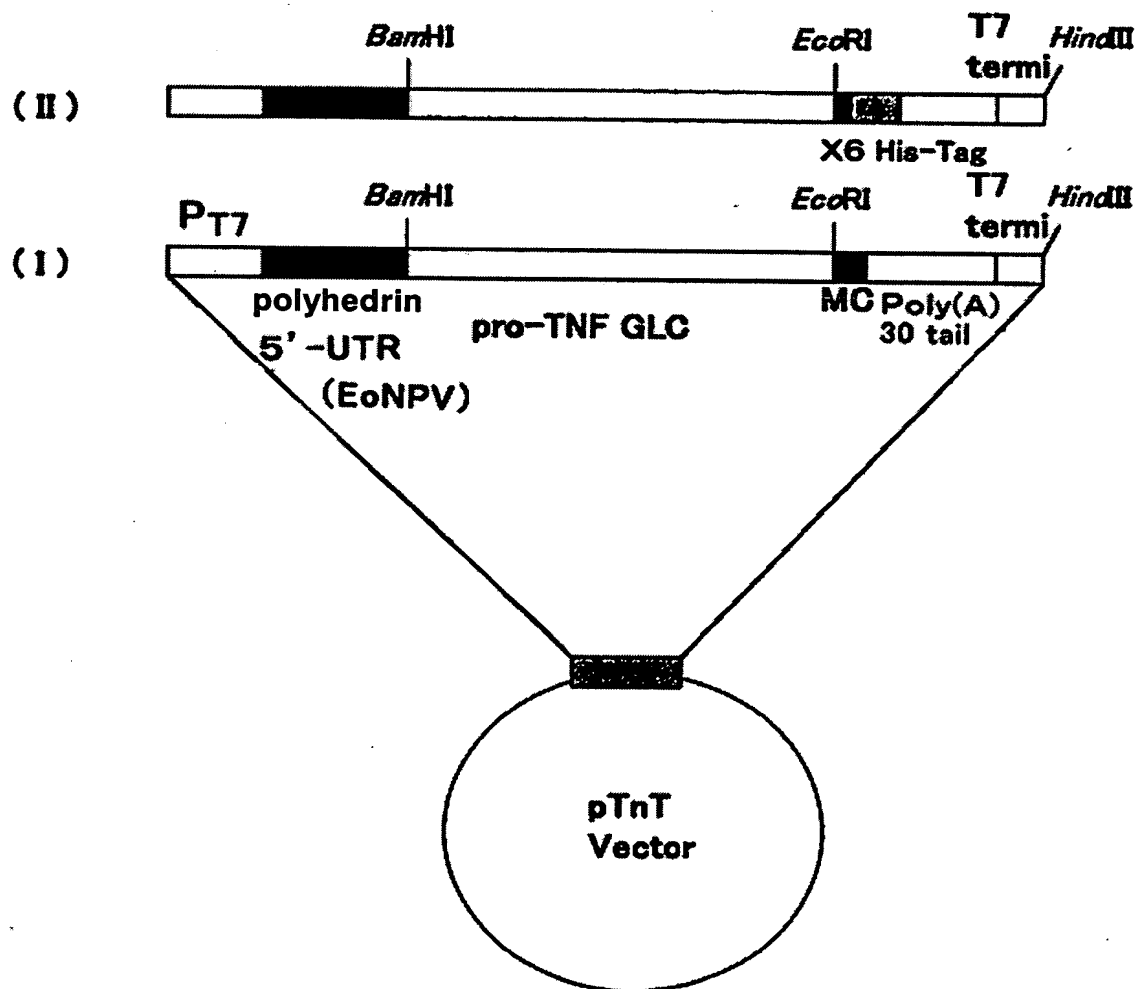 BamHI
EcoRI
T7
termi
HindIII
(II)
X6 His-Tag
PT7
BamHI
EcoRI
T7
termi
HindIII
(I)
polyhedrin
5'-UTR
(EoNPV)
pro-TNF GLC
MC
Poly(A)
30 tail
pTnT
Vector